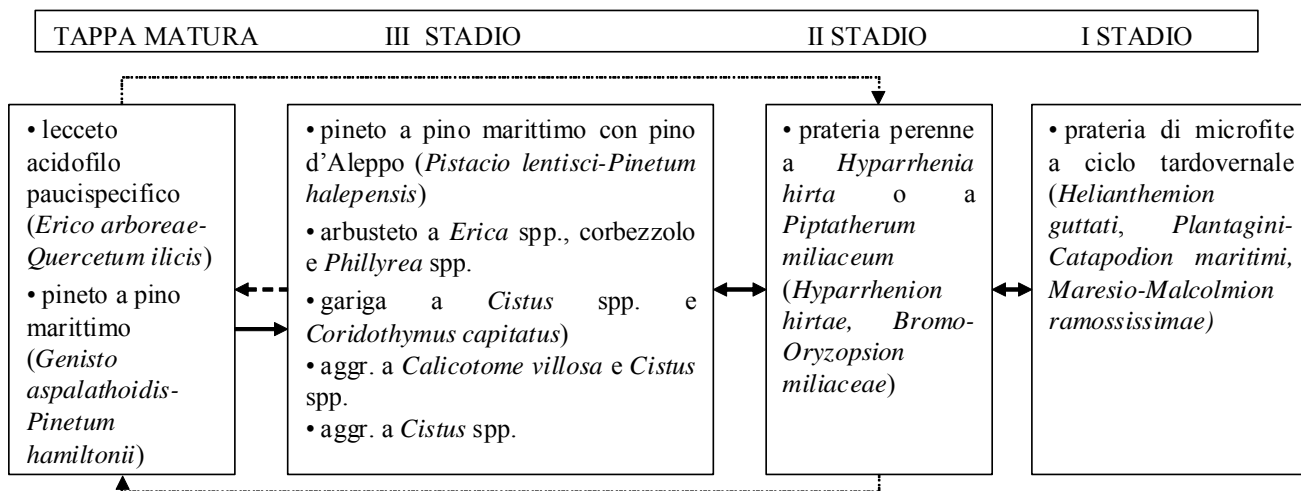 TAPPA MATURA III STADIO II STADIO I STADIO
• lecceto
acidofilo
paucispecifico
(Erico arboreae-
Quercetum ilicis)
• pineto a pino
marittimo
(Genisto
aspalathoidis-
Pinetum
hamiltonii)
• pineto a pino marittimo con pino
d'Aleppo (Pistacio lentisci-Pinetum
halepensis)
• arbusteto a Erica spp., corbezzolo
e Phillyrea spp.
• gariga a Cistus spp. e
Coridothymus capitatus)
• aggr. a Calicotome villosa e Cistus
spp.
• aggr. a Cistus spp.
• prateria perenne
a Hyparrhenia
hirta o a
Piptatherum
miliaceum
(Hyparrhenion
hirtae, Bromo-
Oryzopsion
miliaceae)
• prateria di microfite
a ciclo tardovernale
(Helianthemion
guttati, Plantagini-
Catapodion maritimi,
Maresio-Malcolmion
ramossissimae)